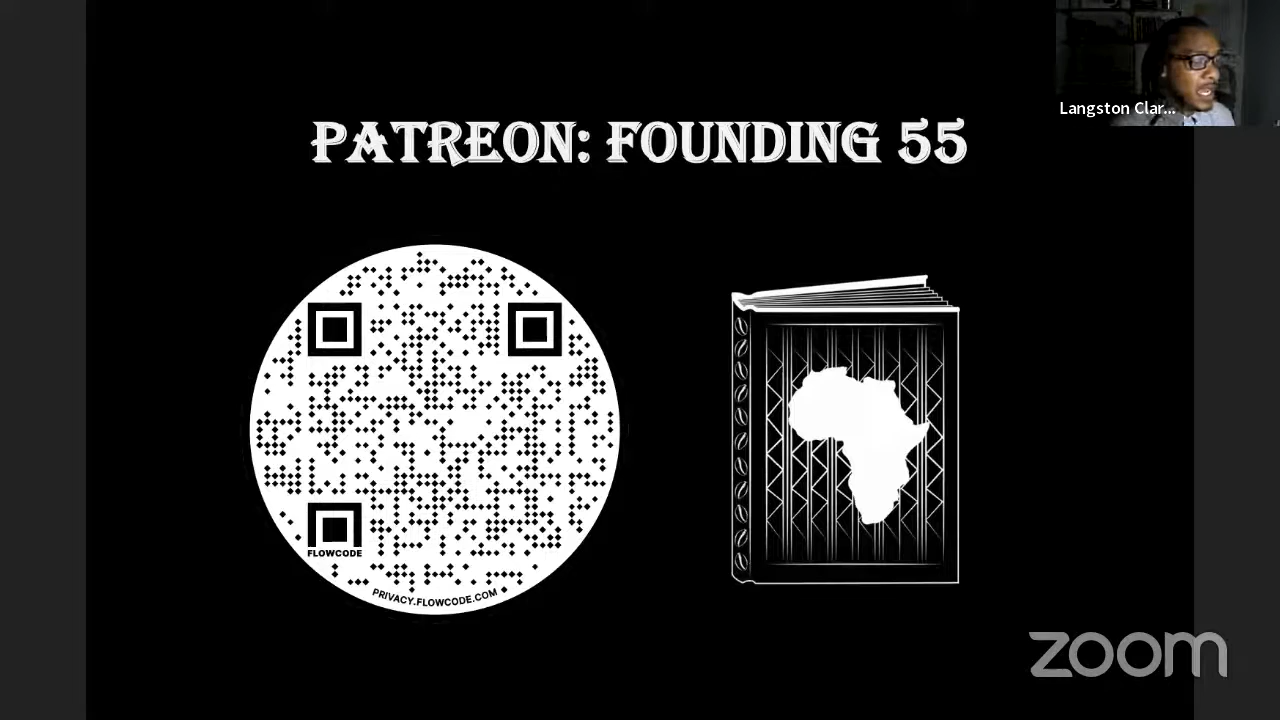 Langston Clar...
PATREON: FOUNDING 55
FLOWCODE
PRIVACY.FLOWCODE.COM
zoom